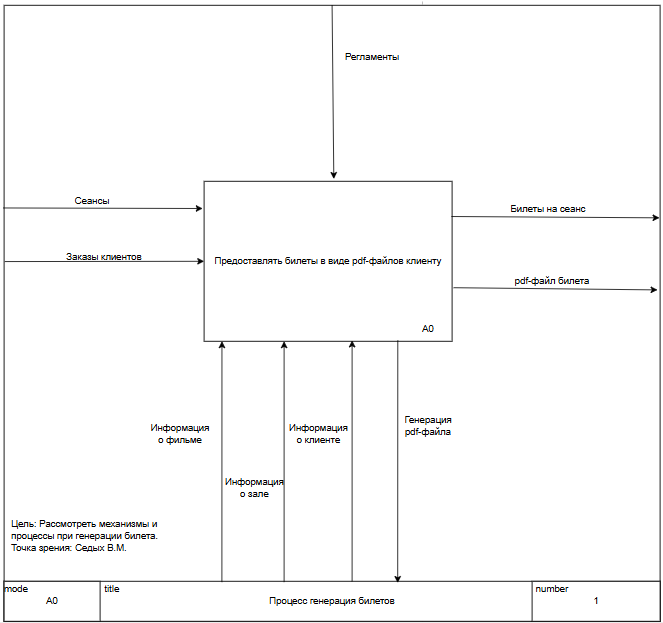 Регламенты
Сеансы
Билеты на сеанс
Заказы клиентов
Предоставлять билеты в виде pdf-файлов клиенту
pdf-файл билета
A0
Информация
о фильме
Информация
о клиенте
Генерация
pdf-файла
Информация
о зале
Цель: Рассмотреть механизмы и
процессы при генерации билета.
Точка зрения: Седых В.М.
mode
A0
title
Процесс генерация билетов
number
1